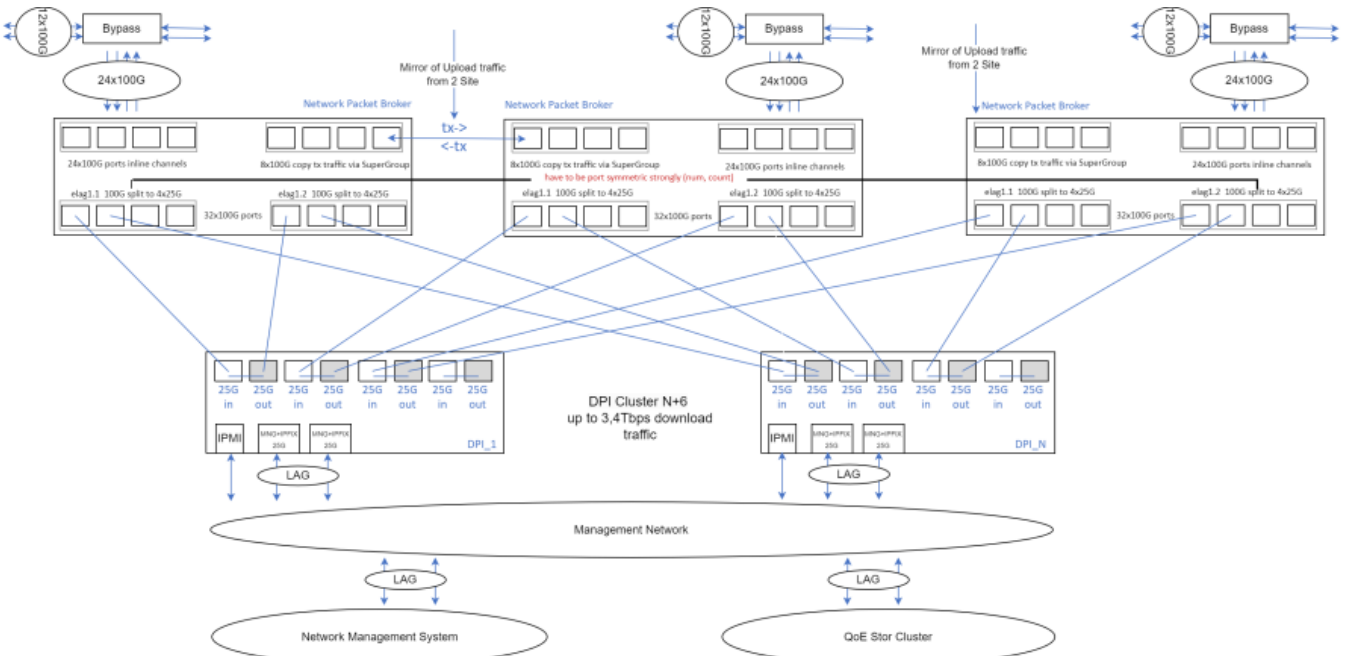 12x100G
Bypass
12x100G
Bypass
12x100G
Bypass
24x100G
24x100G
24x100G
Mirror of Upload traffic
from 2 Site
Mirror of Upload traffic
from 2 Site
Network Packet Broker
Network Packet Broker
Network Packet Broker
tx->
<-tx
24x100G ports inline channels
8x100G copy tx traffic via SuperGroup
8x100G copy tx traffic via SuperGroup
24x100G ports inline channels
8x100G copy tx traffic via SuperGroup
24x100G ports inline channels
have to be port symmetric strongly (num, count)
elag1.1 100G split to 4x25G
elag1.2 100G split to 4x25G
elag1.1 100G split to 4x25G
elag1.2 100G split to 4x25G
elag1.1 100G split to 4x25G
elag1.2 100G split to 4x25G
32x100G ports
32x100G ports
32x100G ports
25G 25G 25G 25G 25G 25G 25G 25G
in out in out in out in out
IPMI
MNG+IPFIX
25G
MNG+IPFIX
25G
DPI_1
DPI Cluster N+6
up to 3,4Tbps download
traffic
25G 25G 25G 25G 25G 25G 25G 25G
in out in out in out in out
IPMI
MNG+IPFIX
25G
MNG+IPFIX
25G
DPI_N
LAG
LAG
Management Network
LAG
LAG
Network Management System
QoE Stor Cluster